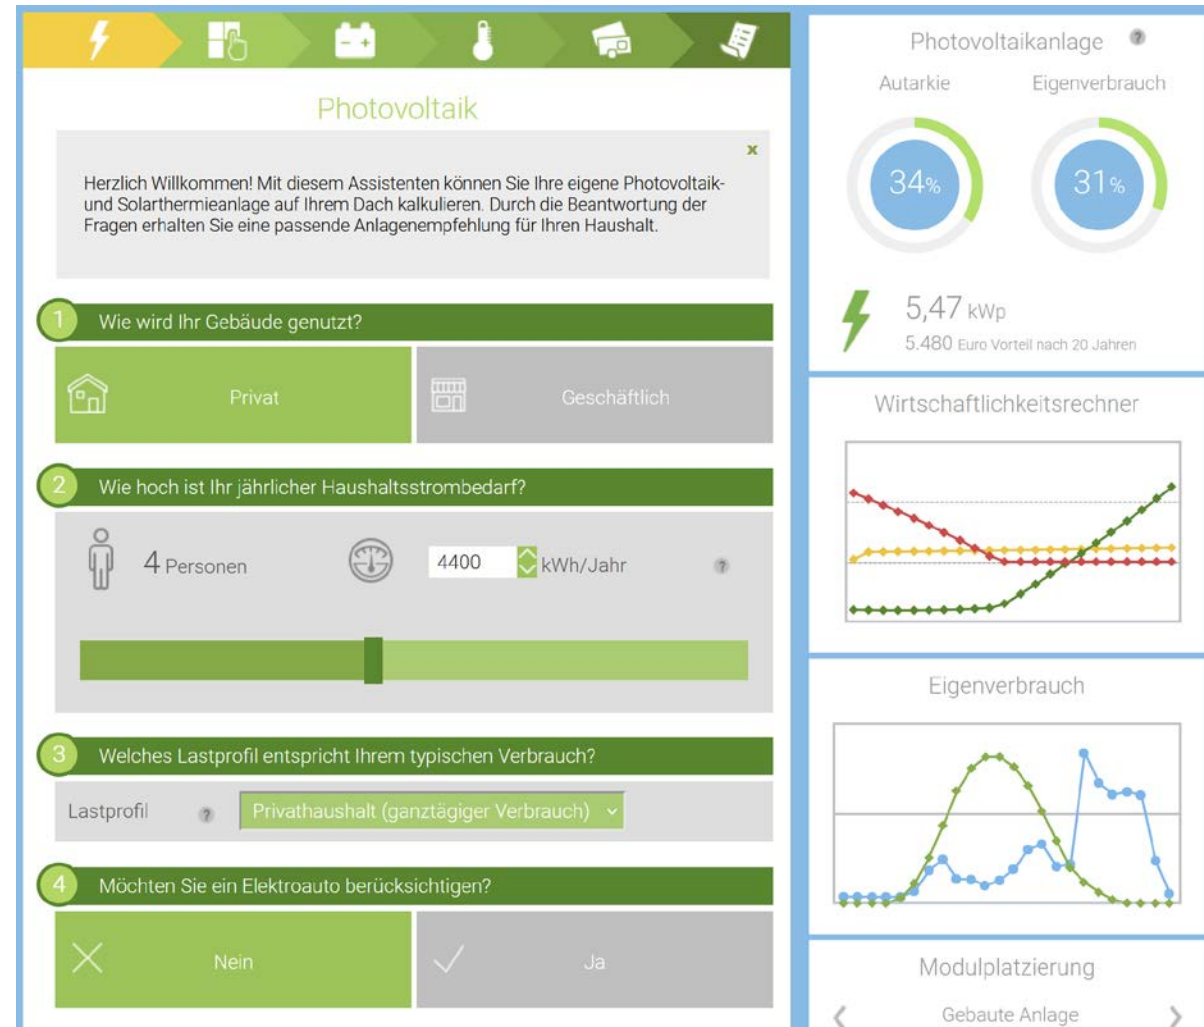 Photovoltaik
x
Herzlich Willkommen! Mit diesem Assistenten können Sie Ihre eigene Photovoltaik-
und Solarthermieanlage auf Ihrem Dach kalkulieren. Durch die Beantwortung der
Fragen erhalten Sie eine passende Anlagenempfehlung für Ihren Haushalt.
1 Wie wird Ihr Gebäude genutzt?
Privat Geschäftlich
2 Wie hoch ist Ihr jährlicher Haushaltsstrombedarf?
4 Personen 4400 kWh/Jahr ?
3 Welches Lastprofil entspricht Ihrem typischen Verbrauch?
Lastprofil ? Privathaushalt (ganztägiger Verbrauch)
4 Möchten Sie ein Elektroauto berücksichtigen?
Nein Ja
Photovoltaikanlage ?
Autarkie Eigenverbrauch
34% 31%
5,47 kWp
5.480 Euro Vorteil nach 20 Jahren
Wirtschaftlichkeitsrechner
Eigenverbrauch
Modulplatzierung
Gebaute Anlage